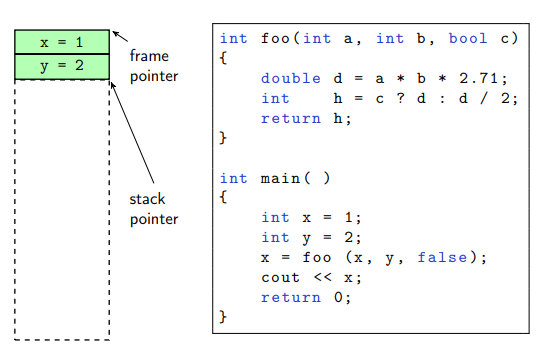 x = 1
y = 2
frame
pointer
stack
pointer
int foo(int a, int b, bool c)
{
    double d = a * b * 2.71;
    int    h = c ? d : d / 2;
    return h;
}
int main( )
{
    int x = 1;
    int y = 2;
    x = foo (x, y, false);
    cout << x;
    return 0;
}